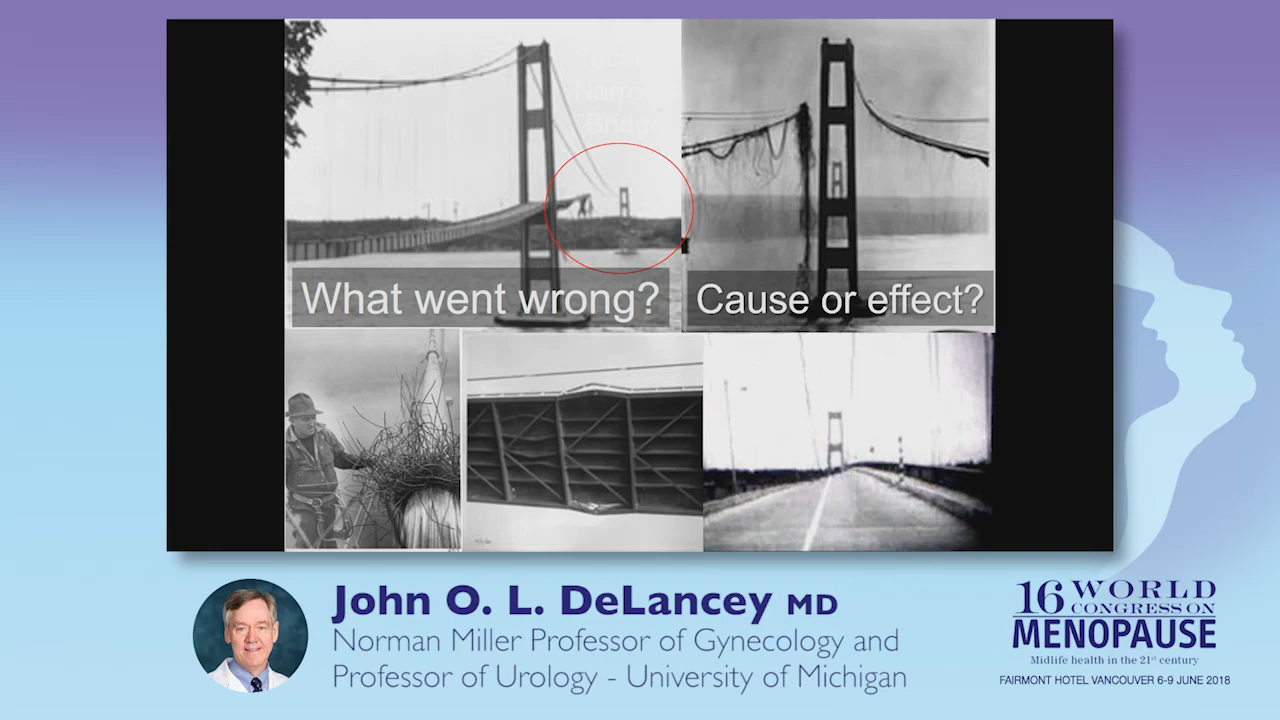 Narrows
Bridge
What went wrong?
Cause or effect?
John O. L. DeLancey MD
Norman Miller Professor of Gynecology and
Professor of Urology - University of Michigan
16 WORLD
CONGRESS ON
MENOPAUSE
Midlife health in the 21st century
FAIRMONT HOTEL VANCOUVER 6-9 JUNE 2018